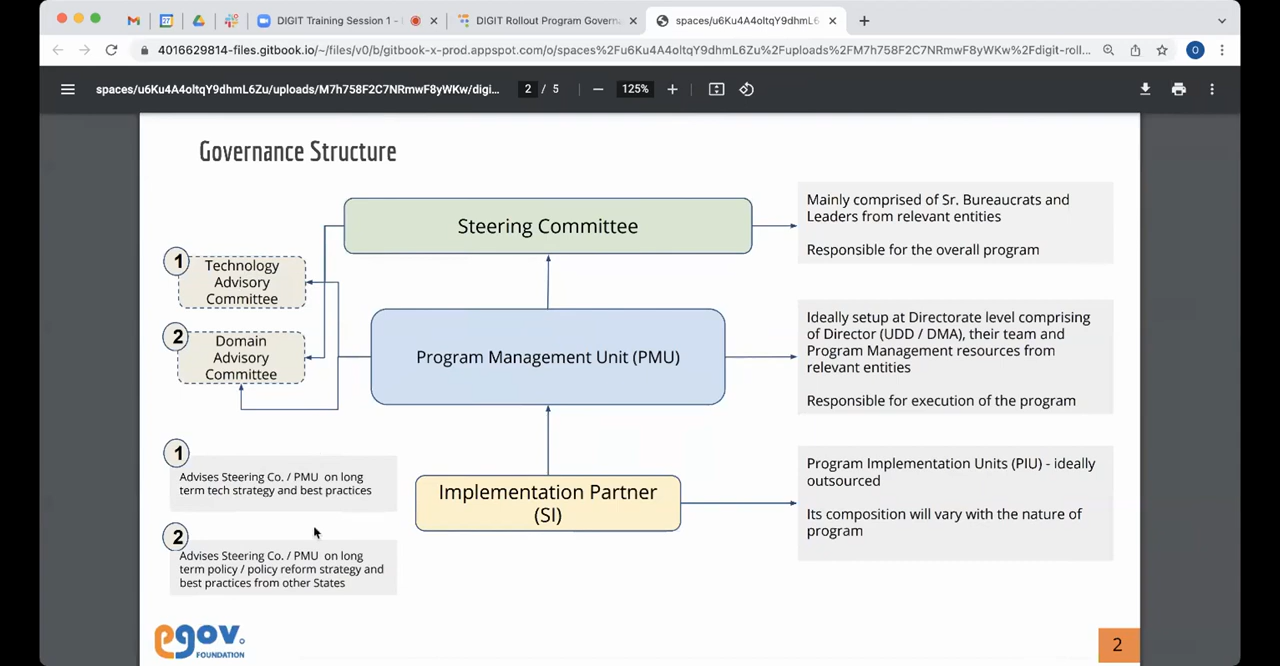 DIGIT Training Session 1 -
DIGIT Rollout Program Govern
spaces/u6Ku4A4oltqY9dhmL6
4016629814-files.gitbook.io/~/files/v0/b/gitbook-x-prod.appspot.com/o/spaces%2Fu6Ku4A4oltqY9dhmL6Zu%2Fuploads%2FM7h758F2C7NRmwF8yWKw%2Fdigit-roll...
O
spaces/u6Ku4A4oltqY9dhmL6Zu/uploads/M7h758F2C7NRmwF8yWKw/digi...
2 / 5
125%
Governance Structure
Steering Committee
Mainly comprised of Sr. Bureaucrats and
Leaders from relevant entities
Responsible for the overall program
1
Technology
Advisory
Committee
2
Domain
Advisory
Committee
Program Management Unit (PMU)
Ideally setup at Directorate level comprising
of Director (UDD / DMA), their team and
Program Management resources from
relevant entities
Responsible for execution of the program
1
Advises Steering Co. / PMU on long
term tech strategy and best practices
2
Advises Steering Co. / PMU on long
term policy / policy reform strategy and
best practices from other States
Implementation Partner
(SI)
Program Implementation Units (PIU) - ideally
outsourced
Its composition will vary with the nature of
program
egov.
FOUNDATION
2